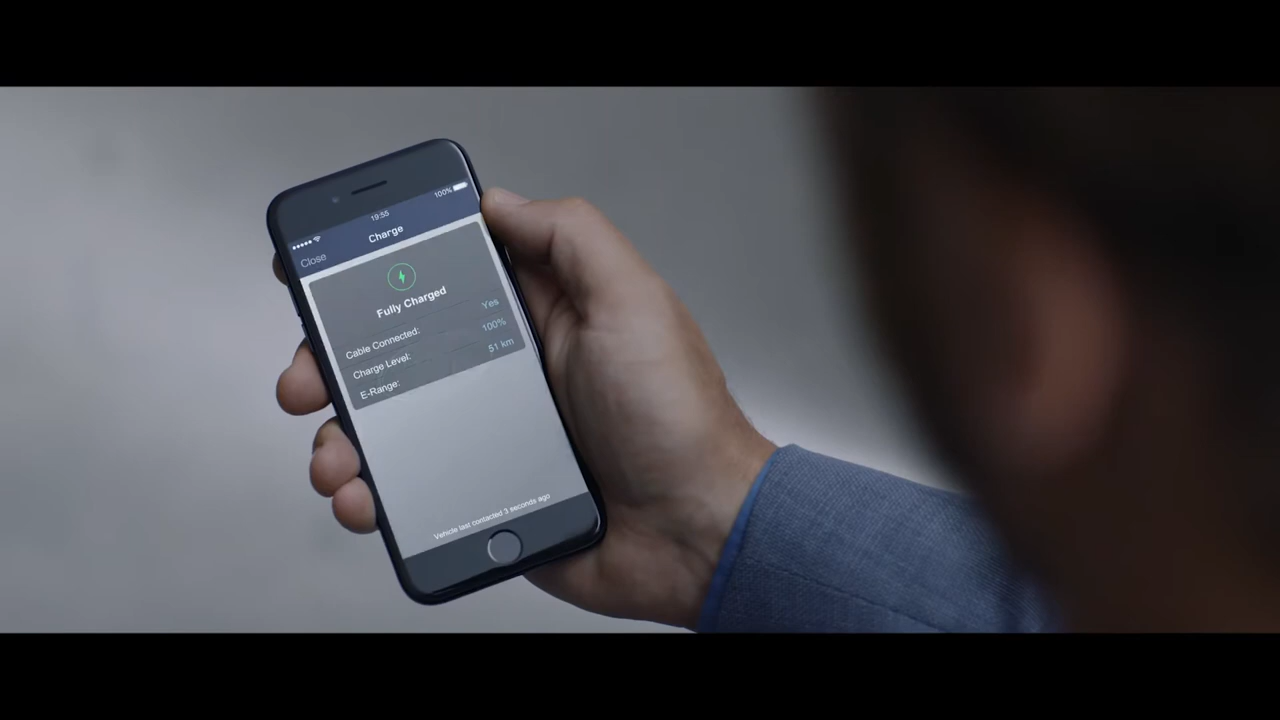 100%
19:55
Charge
Close
Fully Charged
Cable Connected: Yes
Charge Level: 100%
E-Range: 51 km
Vehicle last contacted 3 seconds ago